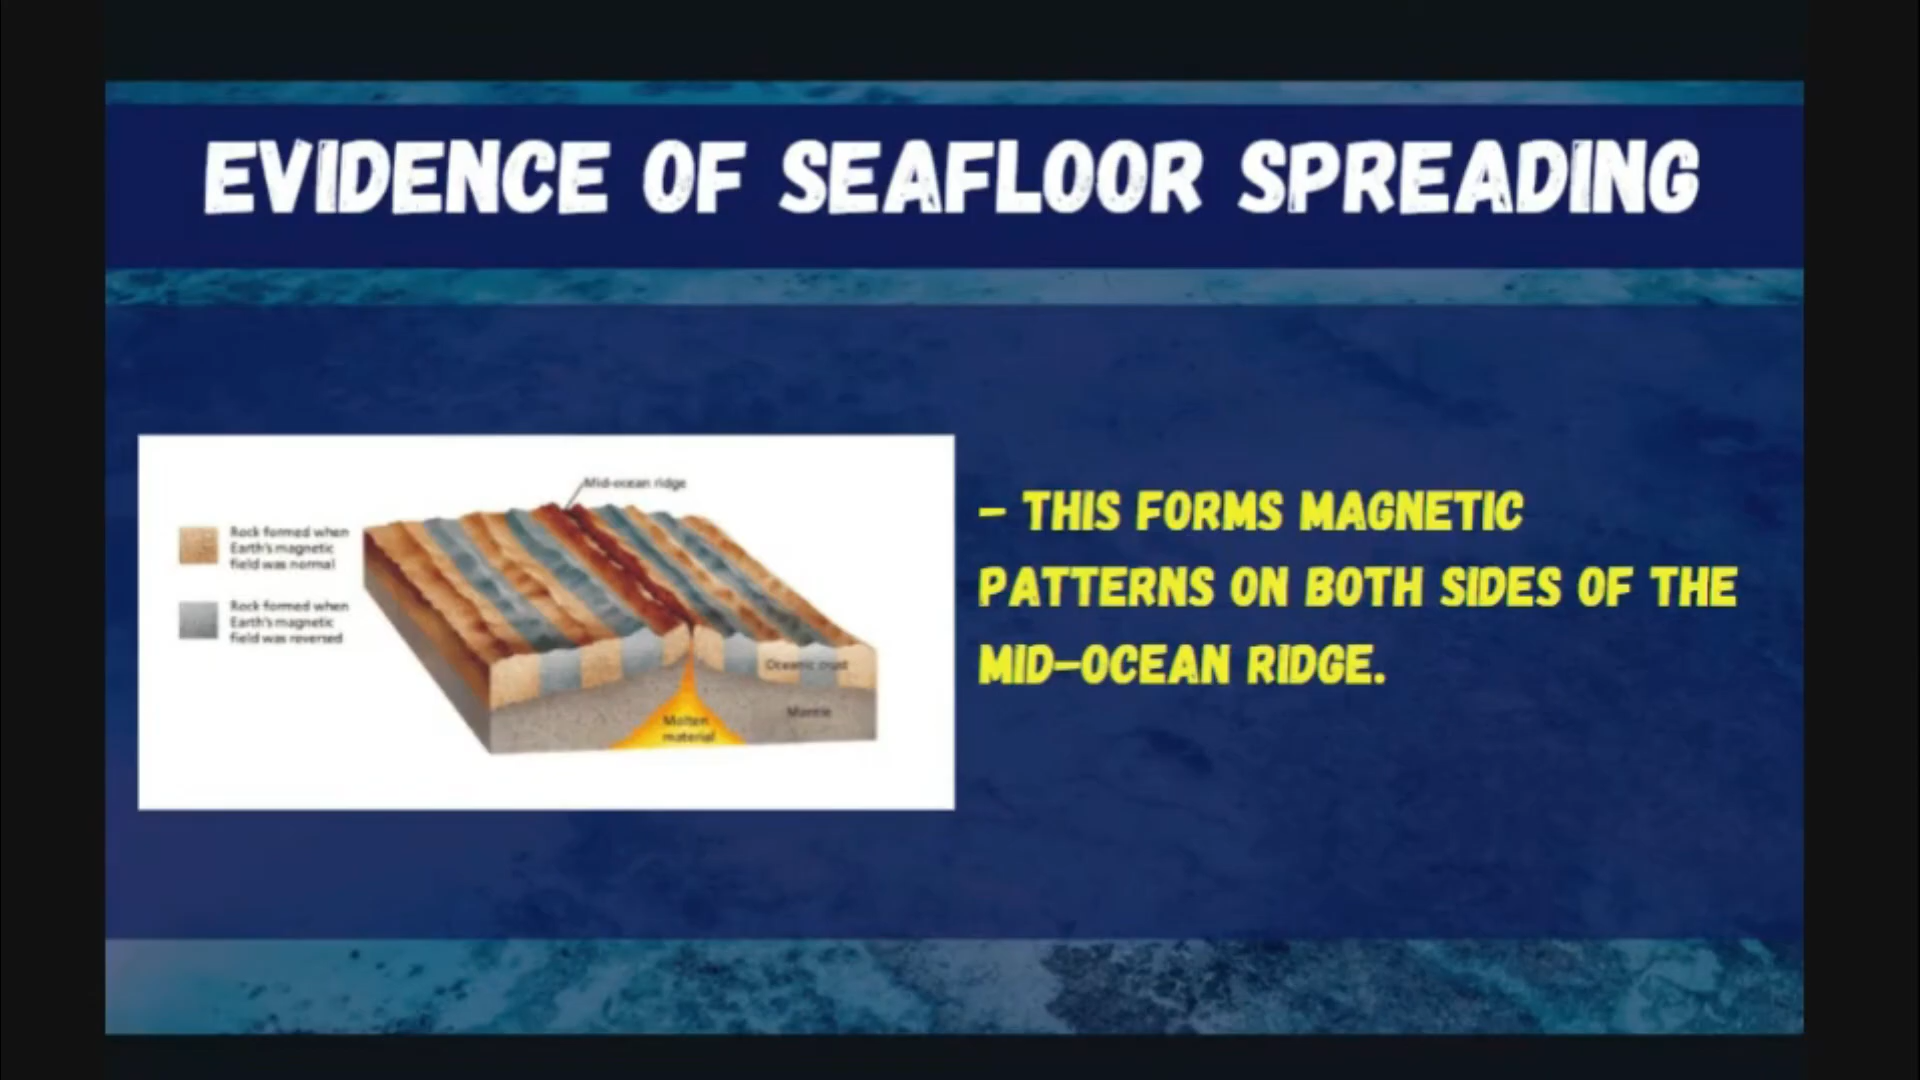 EVIDENCE OF SEAFLOOR SPREADING
Mid-ocean ridge
Rock formed when
Earth's magnetic
field was normal
Rock formed when
Earth's magnetic
field was reversed
Oceanic crust
Mantle
Molten
material
- THIS FORMS MAGNETIC
PATTERNS ON BOTH SIDES OF THE
MID-OCEAN RIDGE.